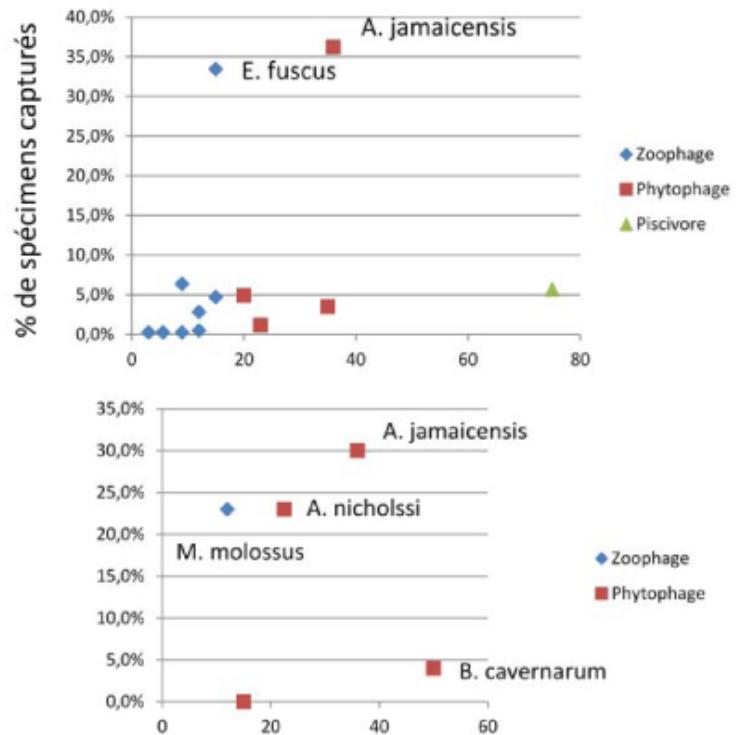 40,0%
A. jamaicensis
35,0%
E. fuscus
30,0%
25,0%
Zoophage
20,0%
Phytophage
15,0%
Piscivore
10,0%
5,0%
0,0%
0 20 40 60 80
% de spécimens capturés
35,0%
A. jamaicensis
30,0%
25,0%
A. nicholssi
20,0%
M. molossus
Zoophage
15,0%
Phytophage
10,0%
5,0%
B. cavernarum
0,0%
0 20 40 60